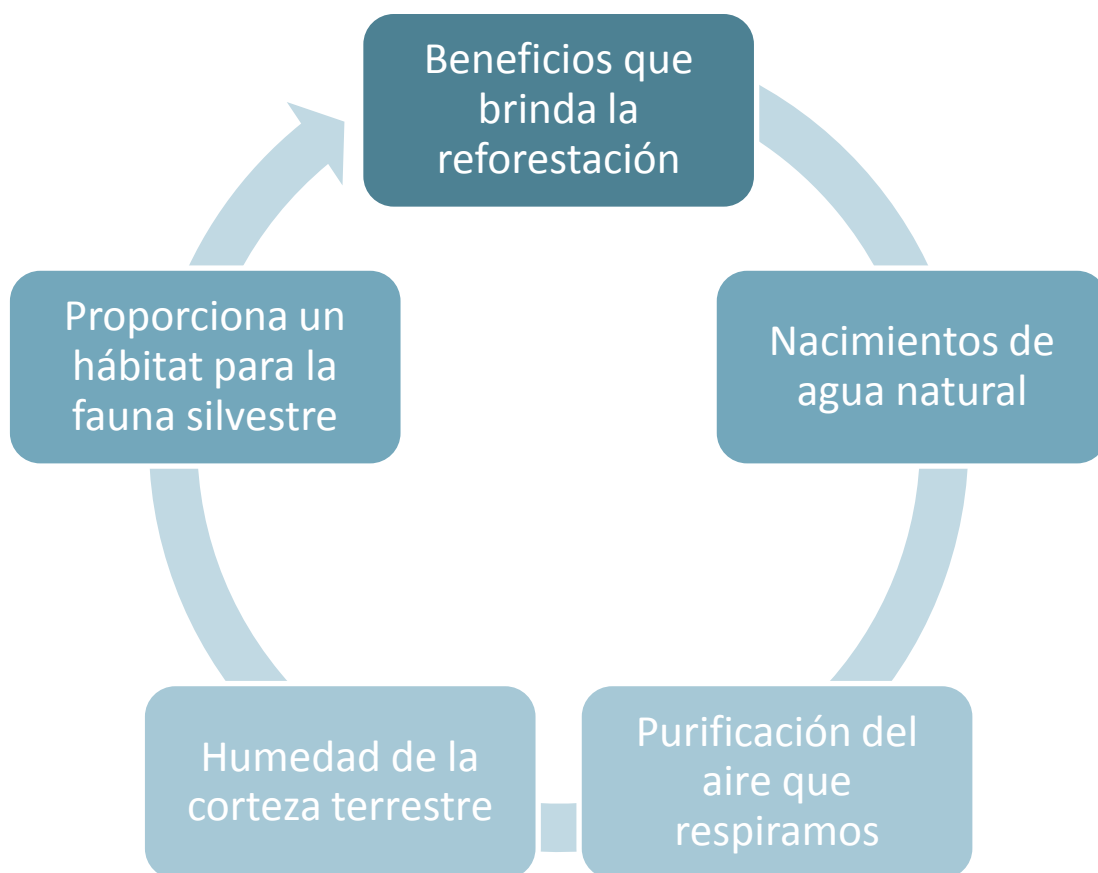 Beneficios que
brinda la
reforestación
Nacimientos de
agua natural
Purificación del
aire que
respiramos
Humedad de la
corteza terrestre
Proporciona un
hábitat para la
fauna silvestre